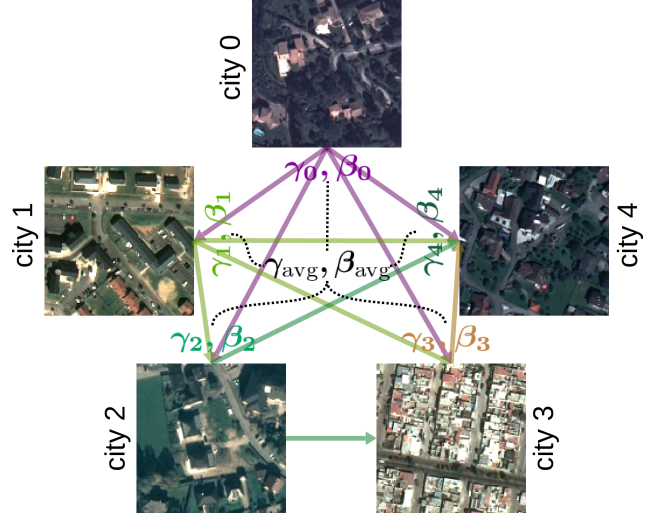 city 0
γ₀, β₀
city 1
γ₁, β₁
γ₄, β₄
city 4
γavg, βavg
γ₂, β₂
γ₃, β₃
city 2
city 3